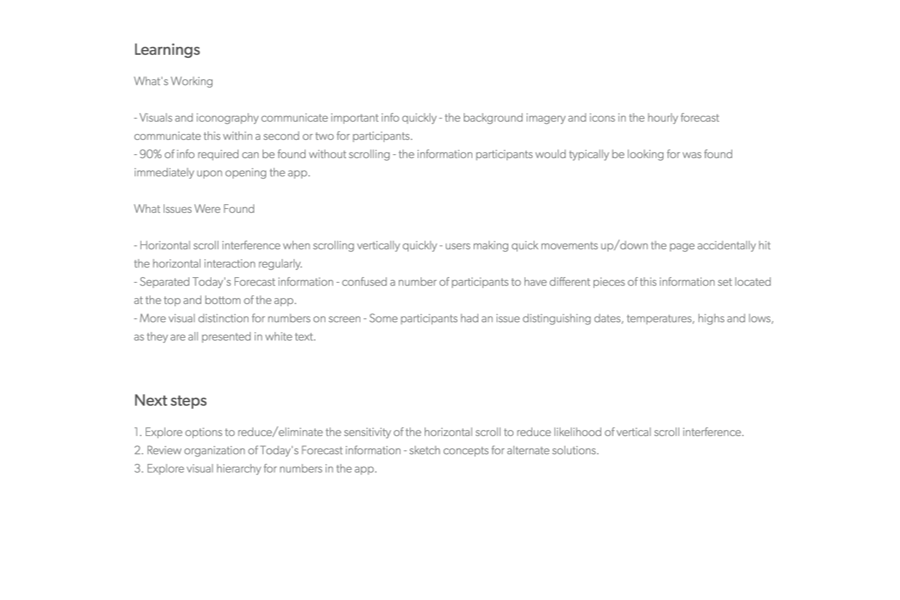 Learnings
What's Working
- Visuals and iconography communicate important info quickly - the background imagery and icons in the hourly forecast
communicate this within a second or two for participants.
- 90% of info required can be found without scrolling - the information participants would typically be looking for was found
immediately upon opening the app.
What Issues Were Found
- Horizontal scroll interference when scrolling vertically quickly - users making quick movements up/down the page accidentally hit
the horizontal interaction regularly.
- Separated Today's Forecast information - confused a number of participants to have different pieces of this information set located
at the top and bottom of the app.
- More visual distinction for numbers on screen - Some participants had an issue distinguishing dates, temperatures, highs and lows,
as they are all presented in white text.
Next steps
1. Explore options to reduce/eliminate the sensitivity of the horizontal scroll to reduce likelihood of vertical scroll interference.
2. Review organization of Today's Forecast information - sketch concepts for alternate solutions.
3. Explore visual hierarchy for numbers in the app.